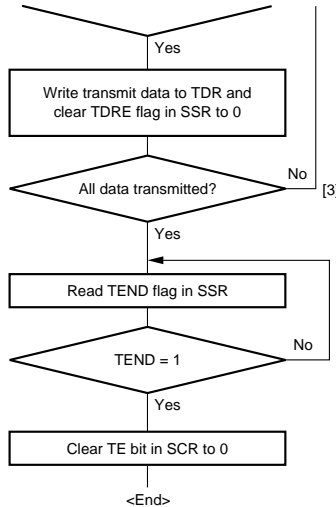 Yes
Write transmit data to TDR and
clear TDRE flag in SSR to 0
No
All data transmitted?
[3]
Yes
Read TEND flag in SSR
No
TEND = 1
Yes
Clear TE bit in SCR to 0
<End>